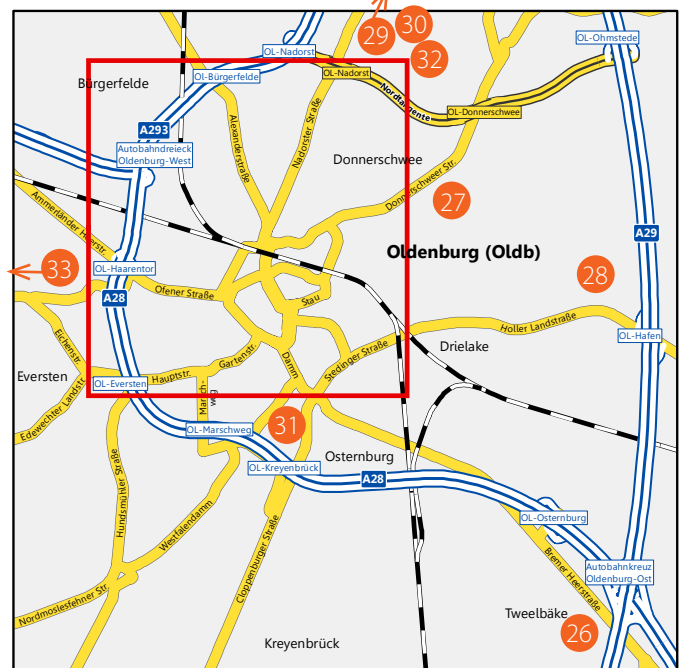 30
29
OL-Ohmstede
OL-Nadorst
32
OL-Nadorst
OL-Bürgerfelde
Bürgerfelde
Nordtangente
OL-Donnerschwee
Alexanderstraße
Nadorster Straße
A293
Autobahndreieck
Oldenburg-West
Donnerschwee
Donnerschweer Str.
27
Ammerländer Heerstr.
A29
Oldenburg (Oldb)
33
OL-Haarentor
28
A28
Ofener Straße
Stau
Holler Landstraße
OL-Hafen
Eichenstr.
Drielake
Stedinger Straße
Gartenstr.
Damm
Hauptstr.
Eversten
OL-Eversten
Marsch-
weg
Edewechter Landstr.
31
OL-Marschweg
Osternburg
OL-Kreyenbrück
A28
Hundsmühler Straße
Westfalendamm
OL-Osternburg
Cloppenburger Straße
Bremer Heerstraße
Autobahnkreuz
Oldenburg-Ost
Nordmoslesfehner Str.
Tweelbäke
26
Kreyenbrück